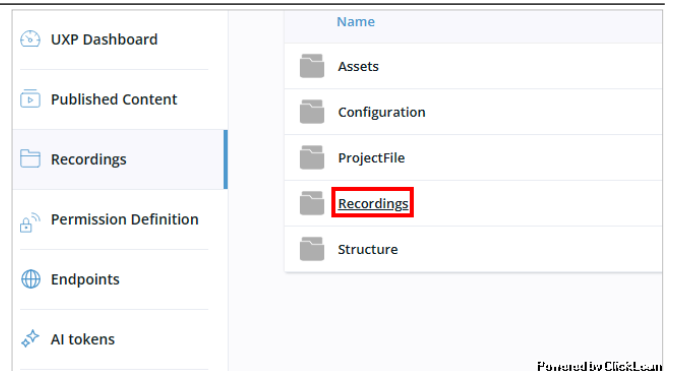 UXP Dashboard
Published Content
Recordings
Permission Definition
Endpoints
AI tokens
Name
Assets
Configuration
ProjectFile
Recordings
Structure
Powered by ClickLearn